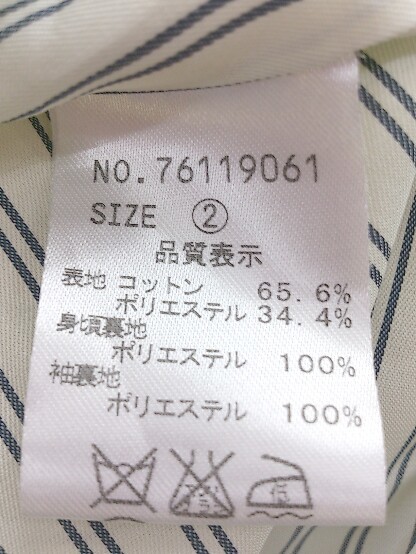 NO.76119061
SIZE ②
品質表示
表地 コットン 65.6%
ポリエステル 34.4%
身頃裏地
ポリエステル 100%
袖裏地
ポリエステル 100%
低